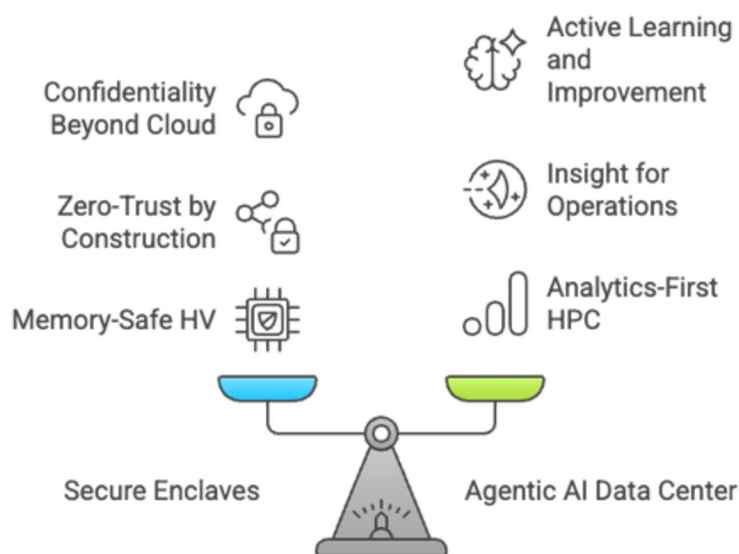 Confidentiality
Beyond Cloud
Zero-Trust by
Construction
Memory-Safe HV
Active Learning
and
Improvement
Insight for
Operations
Analytics-First
HPC
Secure Enclaves
Agentic AI Data Center